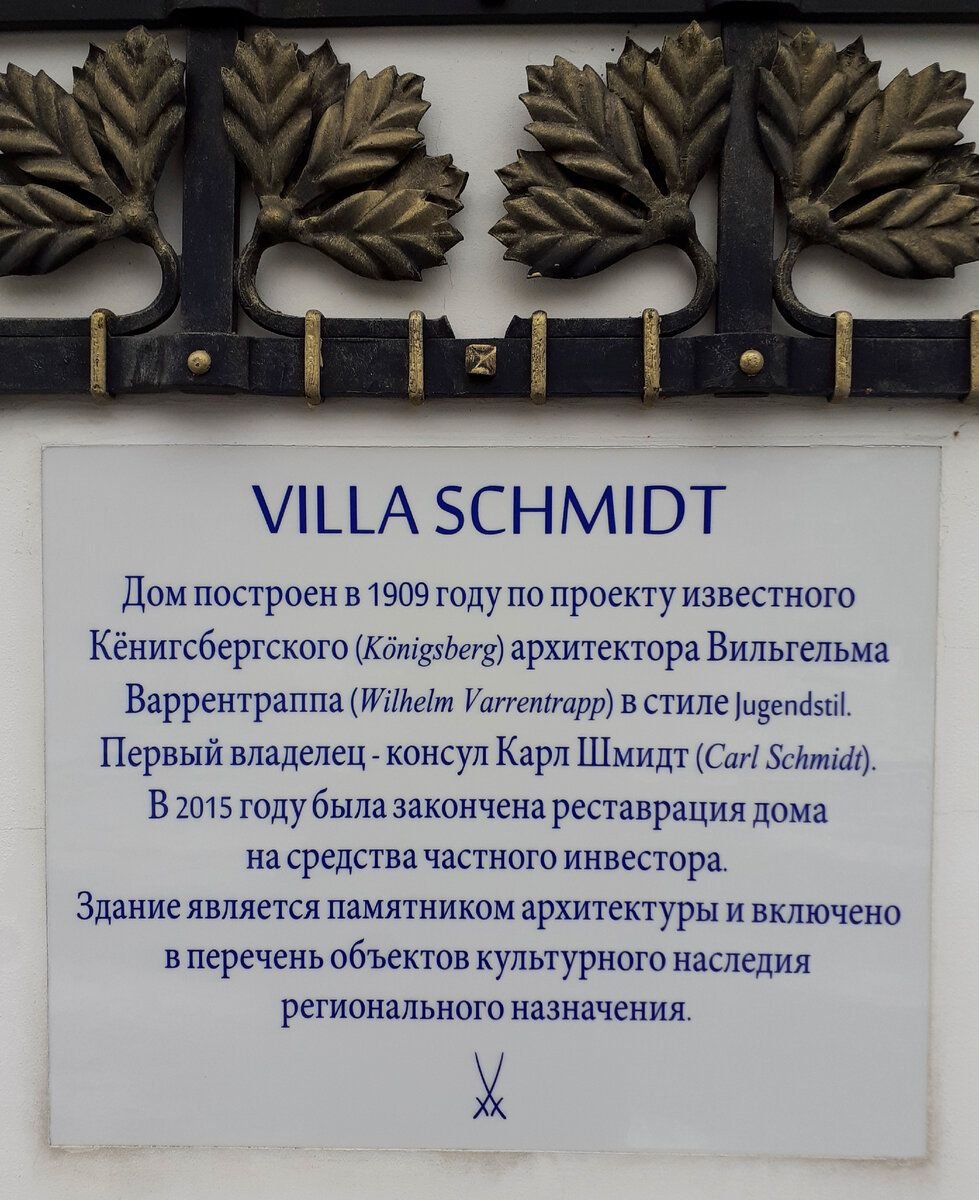 VILLA SCHMIDT
Дом построен в 1909 году по проекту известного
Кёнигсбергского (Königsberg) архитектора Вильгельма
Варрентраппа (Wilhelm Varrentrapp) в стиле Jugendstil.
Первый владелец - консул Карл Шмидт (Carl Schmidt).
В 2015 году была закончена реставрация дома
на средства частного инвестора.
Здание является памятником архитектуры и включено
в перечень объектов культурного наследия
регионального назначения.